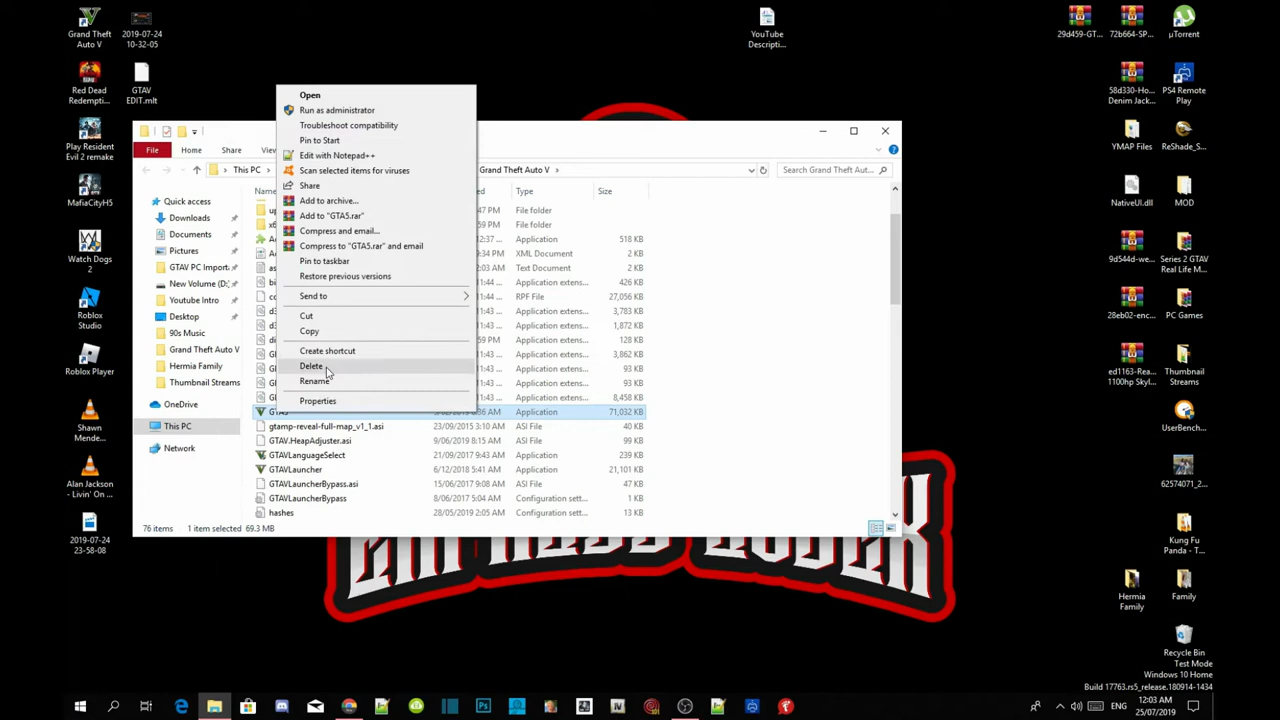 Grand Theft
Auto V
2019-07-24
10-32-05
YouTube
Descripti...
29d459-GT...
72b664-SP...
µTorrent
Red Dead
Redempti...
GTAV
EDIT.mlt
58d330-Ho...
Denim Jack...
PS4 Remote
Play
Play Resident
Evil 2 remake
YMAP Files
ReShade_S...
MafiaCityH5
NativeUI.dll
MOD
Watch Dogs
2
9d544d-we...
Series 2 GTAV
Real Life M...
Roblox
Studio
28eb02-enc...
PC Games
Roblox Player
ed1163-Rea...
1100hp Skyl...
Thumbnail
Streams
Shawn
Mende...
UserBench...
Alan Jackson
- Livin' On ...
62574071_2...
2019-07-24
23-58-08
Kung Fu
Panda - T...
Hermia
Family
Family
Recycle Bin
File
Home
Share
This PC
Grand Theft Auto V
Search Grand Theft Aut...
Type
Size
Quick access
Downloads
Documents
Pictures
GTAV PC Import
New Volume (D:)
Youtube Intro
Desktop
90s Music
Grand Theft Auto V
Hermia Family
Thumbnail Streams
OneDrive
This PC
Network
Open
Run as administrator
Troubleshoot compatibility
Pin to Start
Edit with Notepad++
Scan selected items for viruses
Share
Add to archive...
Add to "GTA5.rar"
Compress and email...
Compress to "GTA5.rar" and email
Pin to taskbar
Restore previous versions
Send to
Cut
Copy
Create shortcut
Delete
Rename
Properties
File folder
File folder
Application 518 KB
XML Document 2 KB
Text Document 2 KB
Application extens... 426 KB
RPF File 27,056 KB
Application extens... 3,783 KB
Application extens... 1,872 KB
Application extens... 158 KB
Application extens... 3,862 KB
Application extens... 93 KB
Application extens... 93 KB
Application extens... 8,458 KB
GTA5 Application 71,032 KB
gtamp-reveal-full-map_v1_1.asi 23/09/2015 3:10 AM ASI File 40 KB
GTAV.HeapAdjuster.asi 9/06/2019 8:15 AM ASI File 99 KB
GTAVLanguageSelect 21/09/2017 9:43 AM Application 239 KB
GTAVLauncher 6/12/2018 5:41 AM Application 21,101 KB
GTAVLauncherBypass.asi 15/06/2017 9:08 AM ASI File 47 KB
GTAVLauncherBypass 8/06/2017 5:04 AM Configuration sett... 1 KB
hashes 28/05/2019 2:05 AM Configuration sett... 13 KB
76 items 1 item selected 69.3 MB
Test Mode
Windows 10 Home
Build 17763.rs5_release.180914-1434
ENG
12:03 AM
25/07/2019